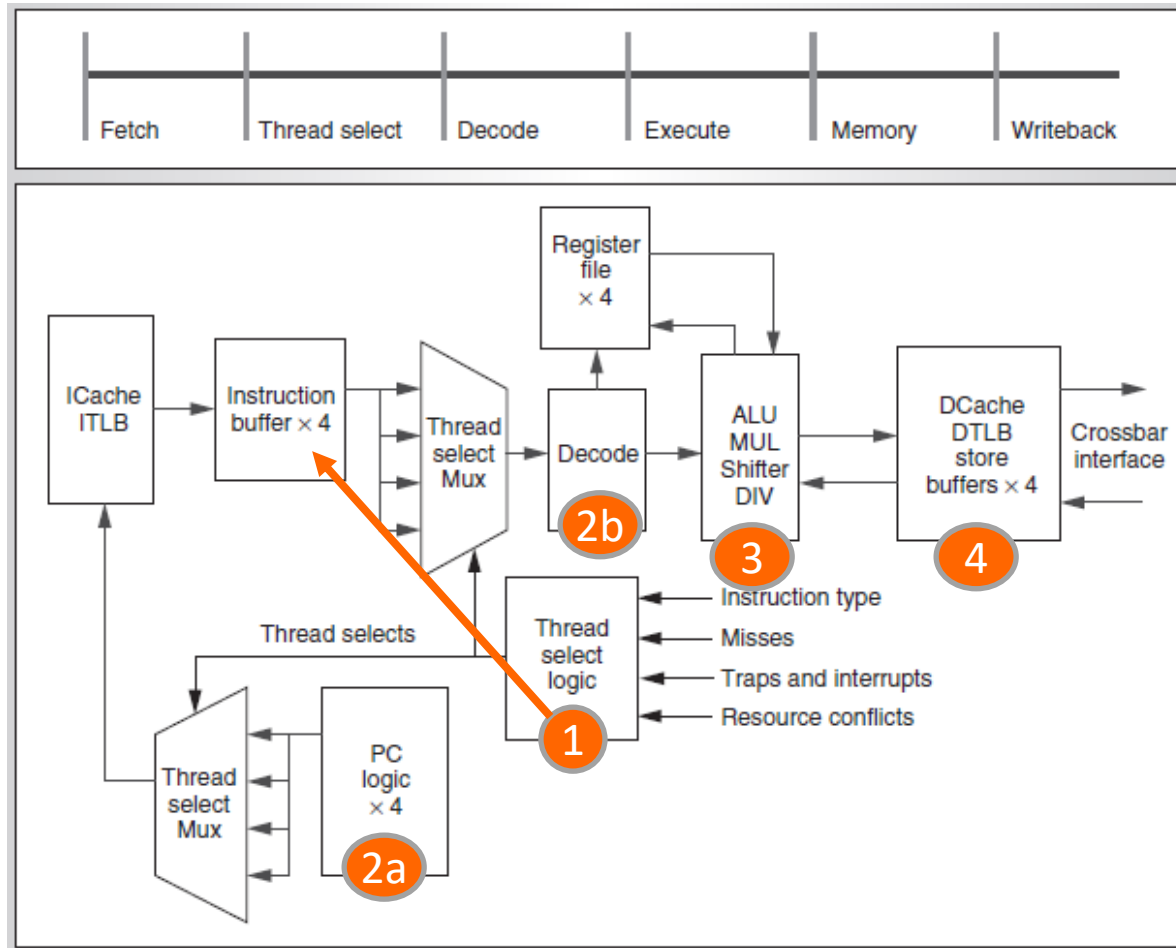 Fetch
Thread select
Decode
Execute
Memory
Writeback
Register
file
× 4
ICache
ITLB
Instruction
buffer × 4
Thread
select
Mux
Decode
2b
ALU
MUL
Shifter
DIV
3
DCache
DTLB
store
buffers × 4
4
Crossbar
interface
Thread selects
Thread
select
logic
1
Instruction type
Misses
Traps and interrupts
Resource conflicts
Thread
select
Mux
PC
logic
× 4
2a